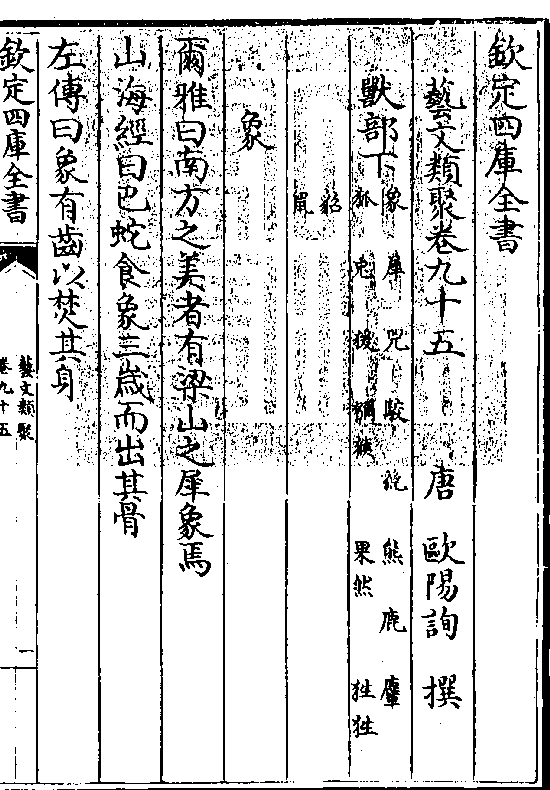 欽定四庫全書
藝文類聚卷九十五
唐 歐陽詢 撰
獸部下
象 犀 兕 駮 貔 熊 鹿 麞
狐 兔 猨 獼猴 果然 狌狌
貂
鼠
象
爾雅曰南方之美者有梁山之犀象焉
山海經曰巴蛇食象三歲而出其骨
左傳曰象有齒以焚其身
欽定四庫全書
藝文類聚
卷九十五
一